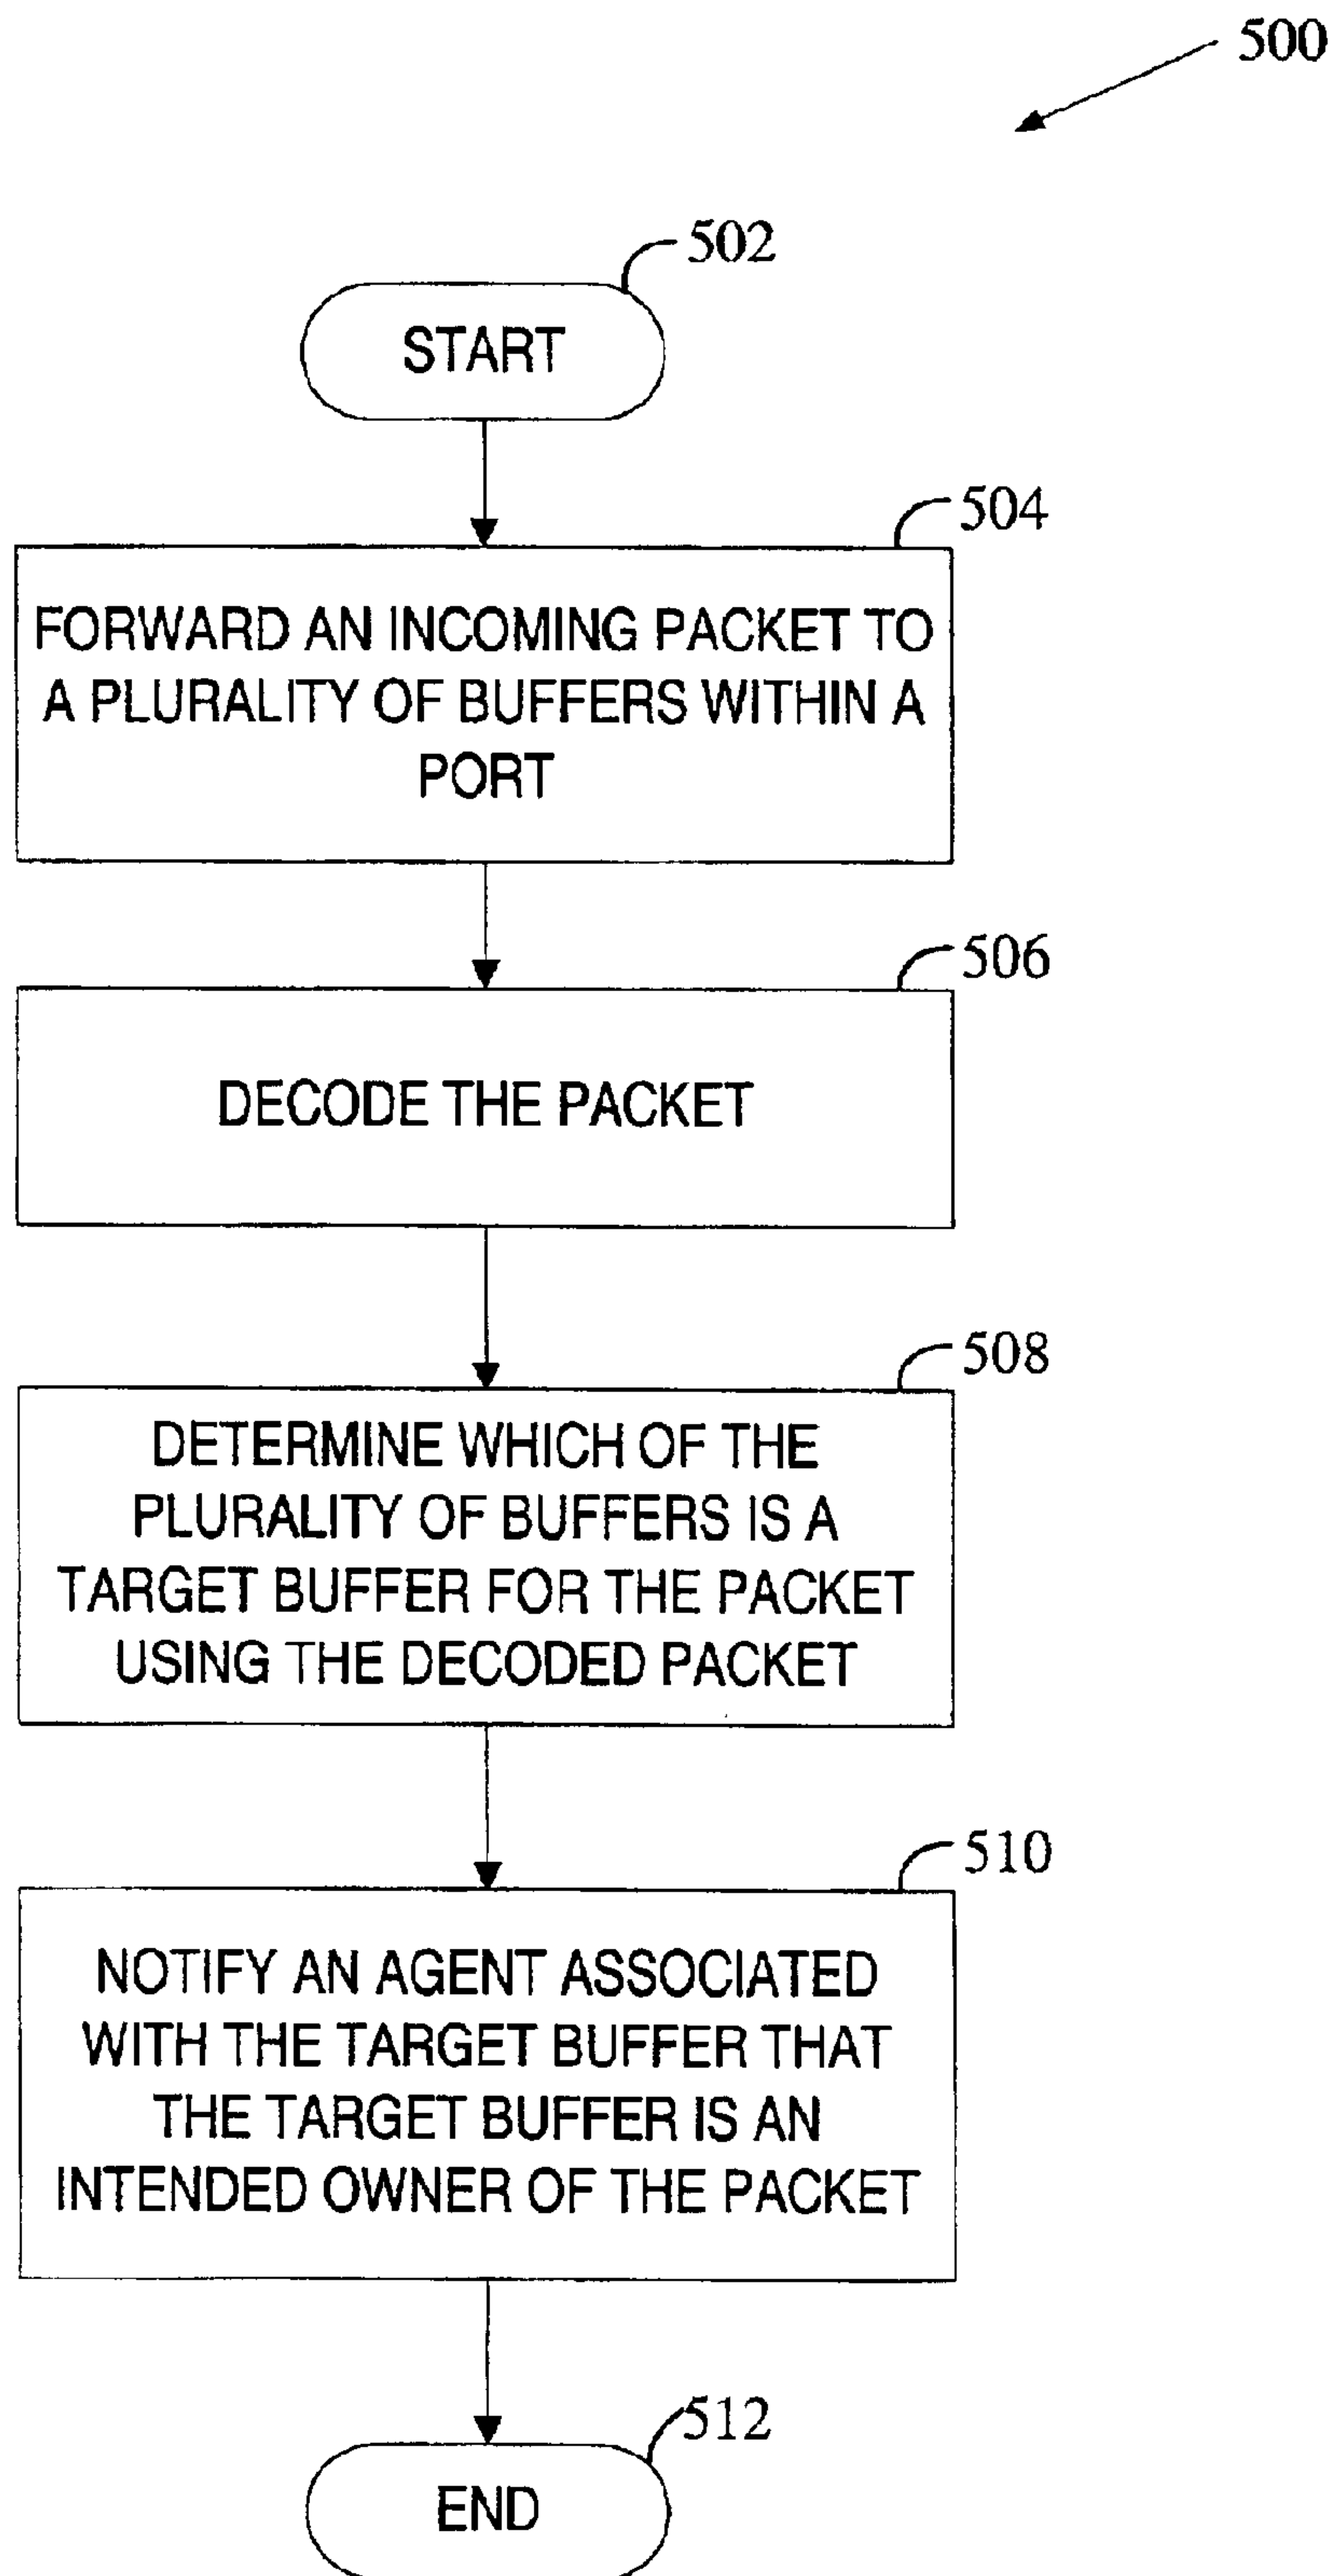 500
502
START
504
FORWARD AN INCOMING PACKET TO
A PLURALITY OF BUFFERS WITHIN A
PORT
506
DECODE THE PACKET
508
DETERMINE WHICH OF THE
PLURALITY OF BUFFERS IS A
TARGET BUFFER FOR THE PACKET
USING THE DECODED PACKET
510
NOTIFY AN AGENT ASSOCIATED
WITH THE TARGET BUFFER THAT
THE TARGET BUFFER IS AN
INTENDED OWNER OF THE PACKET
512
END